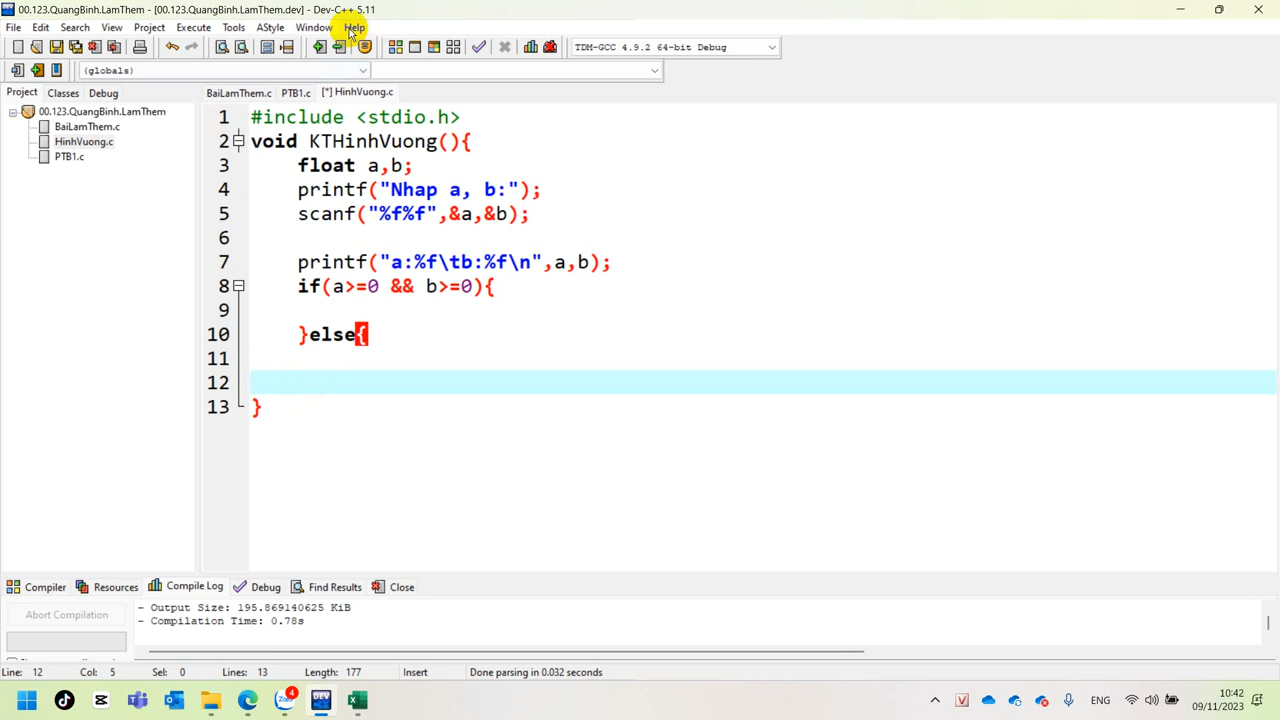 00.123.QuangBinh.LamThem - [00.123.QuangBinh.LamThem.dev] - Dev-C++ 5.11
File Edit Search View Project Execute Tools AStyle Window Help
TDM-GCC 4.9.2 64-bit Debug
(globals)
Project Classes Debug
BaiLamThem.c PTB1.c [*] HinhVuong.c
00.123.QuangBinh.LamThem
BaiLamThem.c
HinhVuong.c
PTB1.c
1 #include <stdio.h>
2 void KTHinhVuong(){
3 float a,b;
4 printf("Nhap a, b:");
5 scanf("%f%f",&a,&b);
6
7 printf("a:%f\tb:%f\n",a,b);
8 if(a>=0 && b>=0){
9
10 }else{
11
12
13 }
Compiler Resources Compile Log Debug Find Results Close
Abort Compilation
- Output Size: 195.869140625 KiB
- Compilation Time: 0.78s
Line: 12 Col: 5 Sel: 0 Lines: 13 Length: 177 Insert Done parsing in 0.032 seconds
Zalo 4 DEV
ENG
10:42
09/11/2023